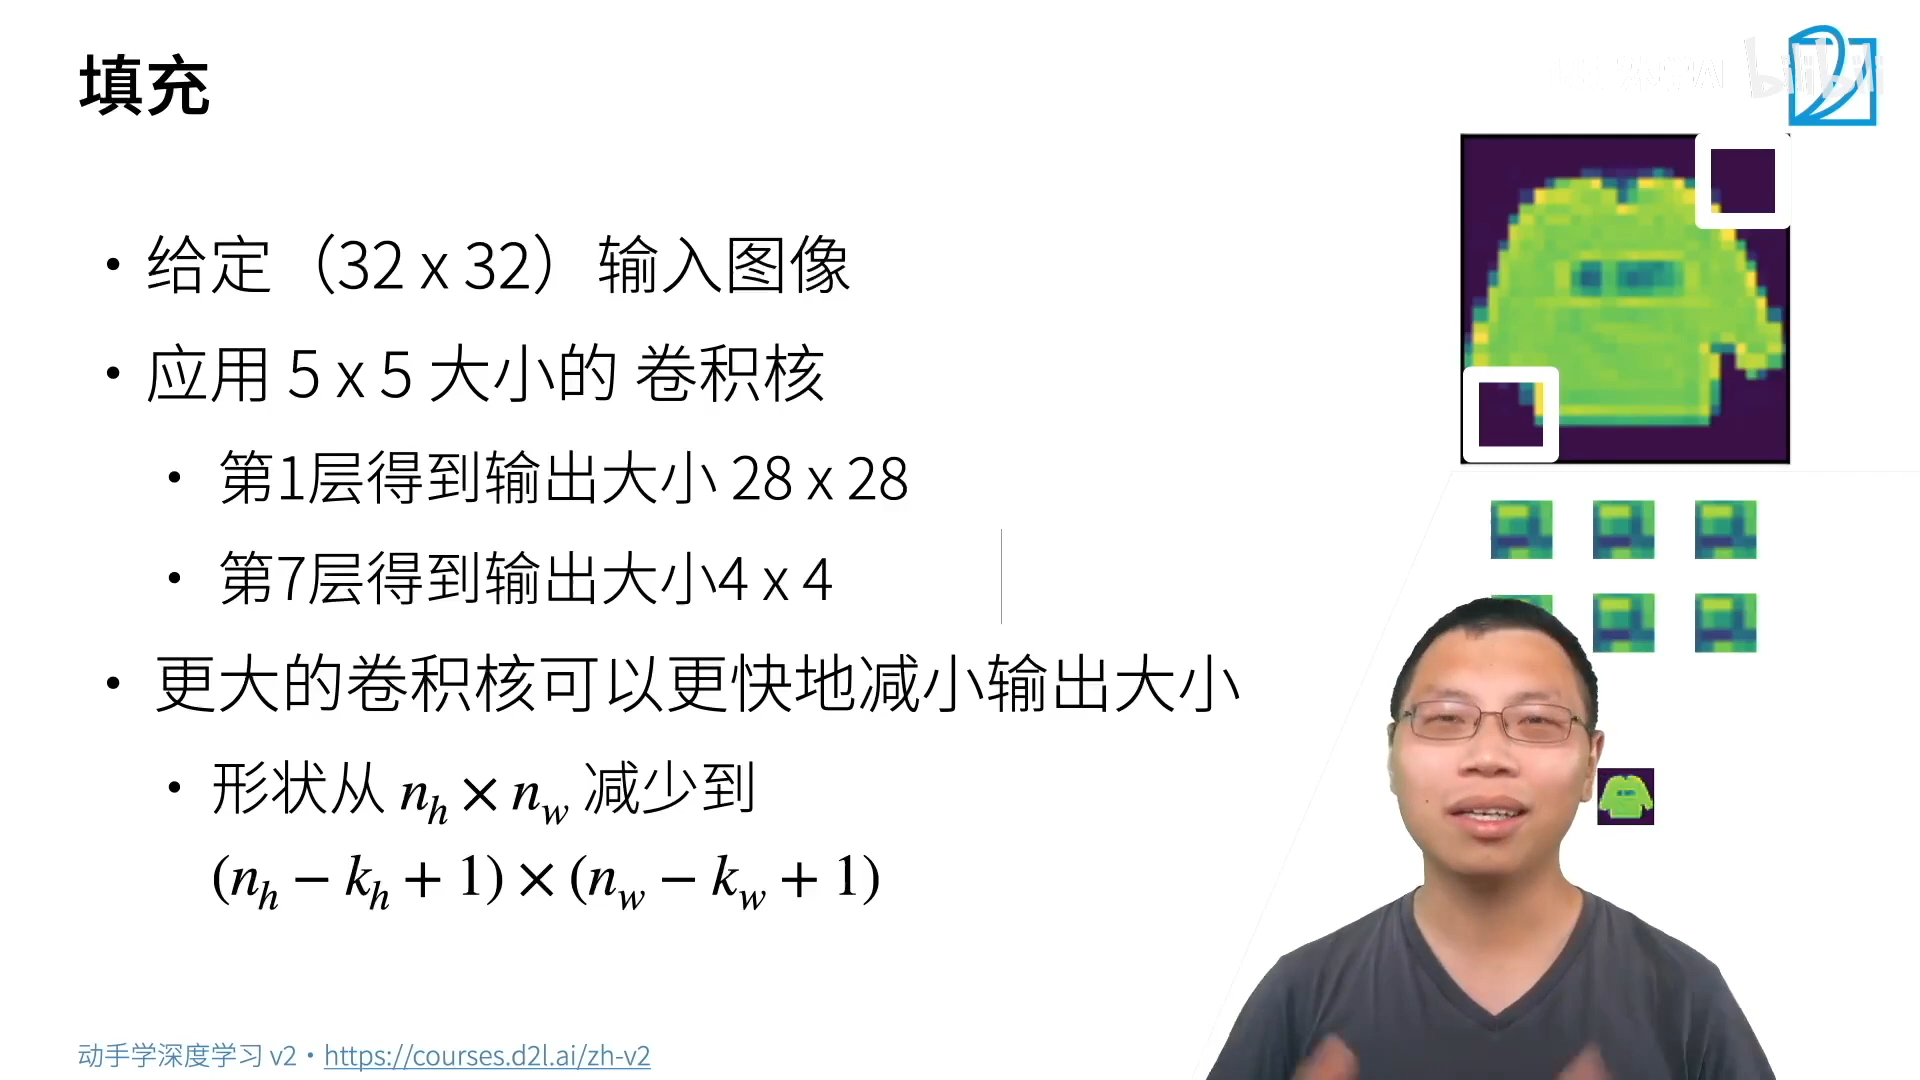 填充
bilibili
• 给定（32 x 32）输入图像
• 应用 5 x 5 大小的 卷积核
• 第1层得到输出大小 28 x 28
• 第7层得到输出大小4 x 4
• 更大的卷积核可以更快地减小输出大小
• 形状从 n_h × n_w 减少到
(n_h − k_h + 1) × (n_w − k_w + 1)
动手学深度学习 v2 • https://courses.d2l.ai/zh-v2